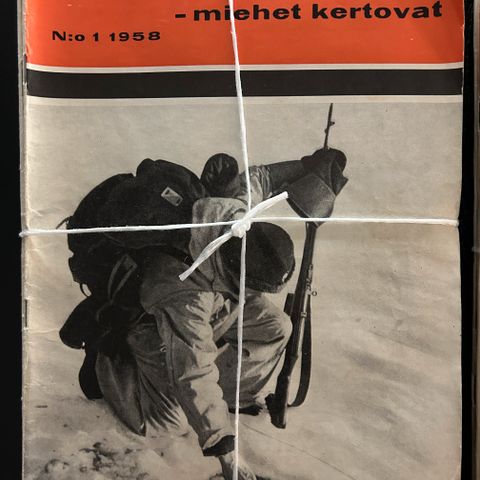 - miehet kertovat
N:o 1 1958